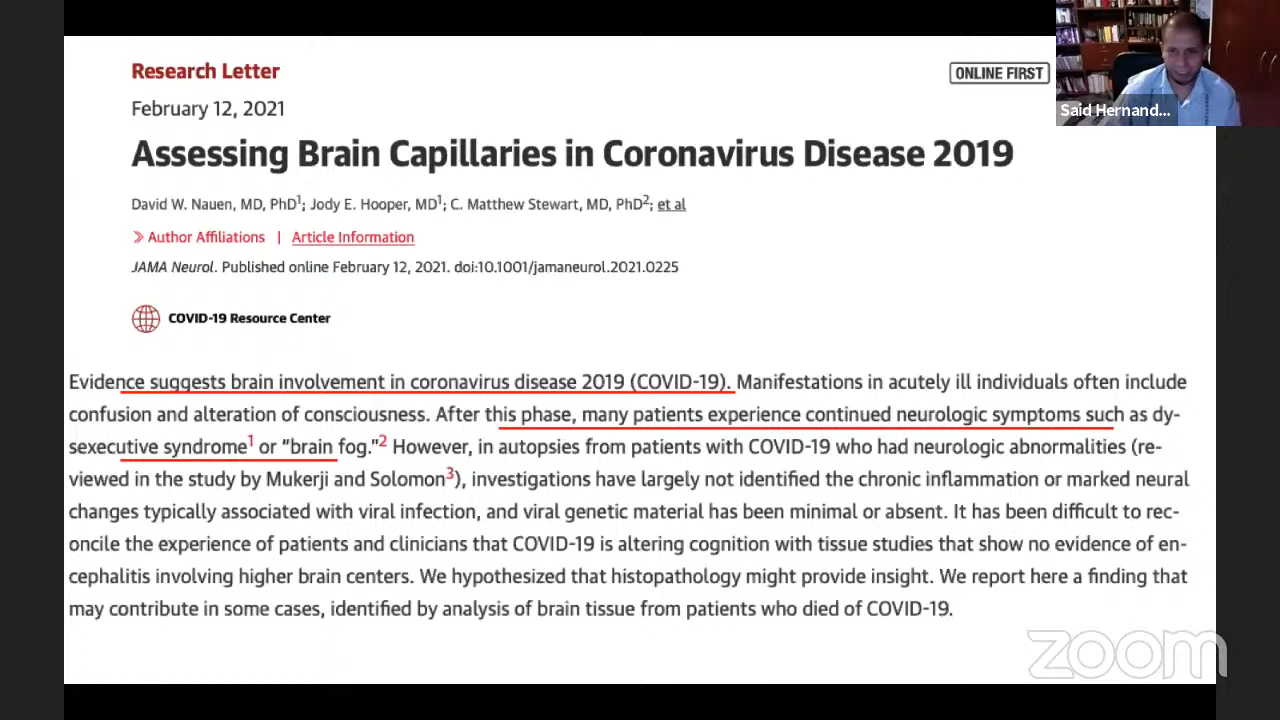 Research Letter
ONLINE FIRST
Said Hernand...
February 12, 2021
Assessing Brain Capillaries in Coronavirus Disease 2019
David W. Nauen, MD, PhD1; Jody E. Hooper, MD1; C. Matthew Stewart, MD, PhD2; et al
Author Affiliations | Article Information
JAMA Neurol. Published online February 12, 2021. doi:10.1001/jamaneurol.2021.0225
COVID-19 Resource Center
Evidence suggests brain involvement in coronavirus disease 2019 (COVID-19). Manifestations in acutely ill individuals often include
confusion and alteration of consciousness. After this phase, many patients experience continued neurologic symptoms such as dy-
sexecutive syndrome1 or “brain fog.”2 However, in autopsies from patients with COVID-19 who had neurologic abnormalities (re-
viewed in the study by Mukerji and Solomon3), investigations have largely not identified the chronic inflammation or marked neural
changes typically associated with viral infection, and viral genetic material has been minimal or absent. It has been difficult to rec-
oncile the experience of patients and clinicians that COVID-19 is altering cognition with tissue studies that show no evidence of en-
cephalitis involving higher brain centers. We hypothesized that histopathology might provide insight. We report here a finding that
may contribute in some cases, identified by analysis of brain tissue from patients who died of COVID-19.
zoom